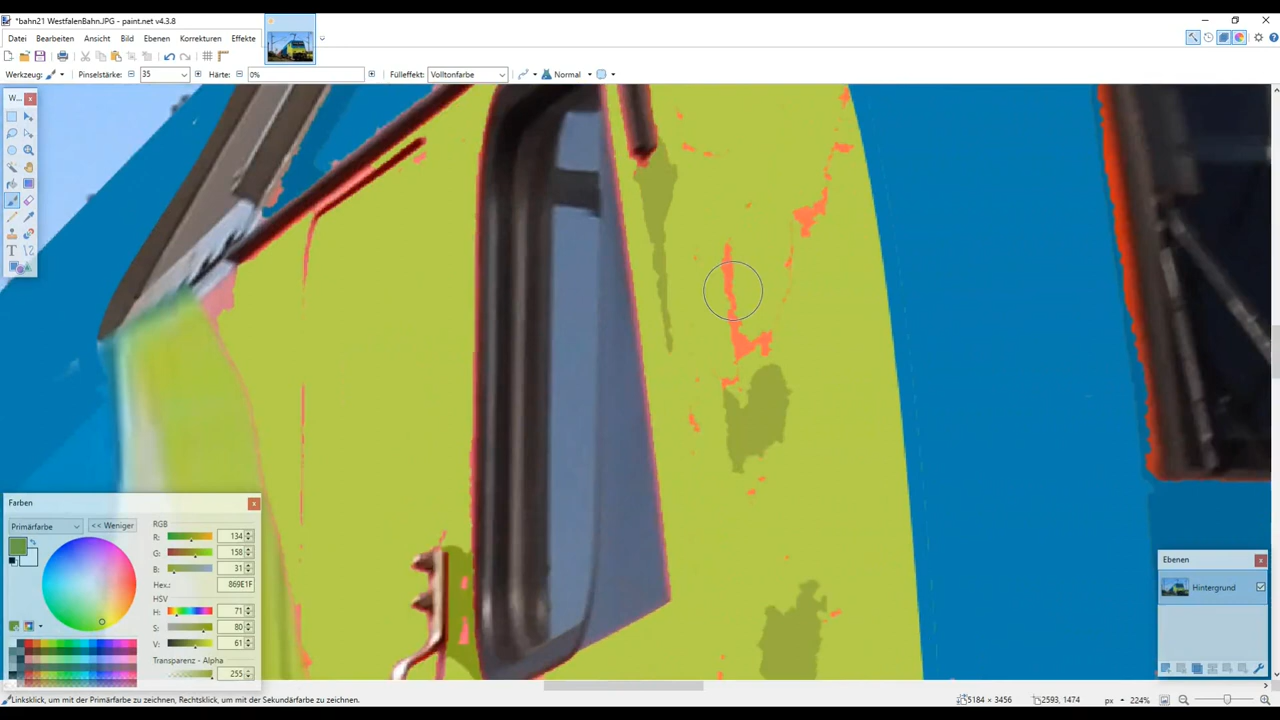 *bahn21 WestfalenBahn.JPG - paint.net v4.3.8
Datei Bearbeiten Ansicht Bild Ebenen Korrekturen Effekte
Werkzeug: Pinselstärke: 35 Härte: 0% Fülleffekt: Volltonfarbe Normal
W...
Farben
Primärfarbe << Weniger
RGB
R: 134
G: 158
B: 31
Hex: 869E1F
HSV
H: 71
S: 80
V: 61
Transparenz - Alpha
255
Ebenen
Hintergrund
Linksklick, um mit der Primärfarbe zu zeichnen, Rechtsklick, um mit der Sekundärfarbe zu zeichnen. 5184 × 3456 2593, 1474 px 224%